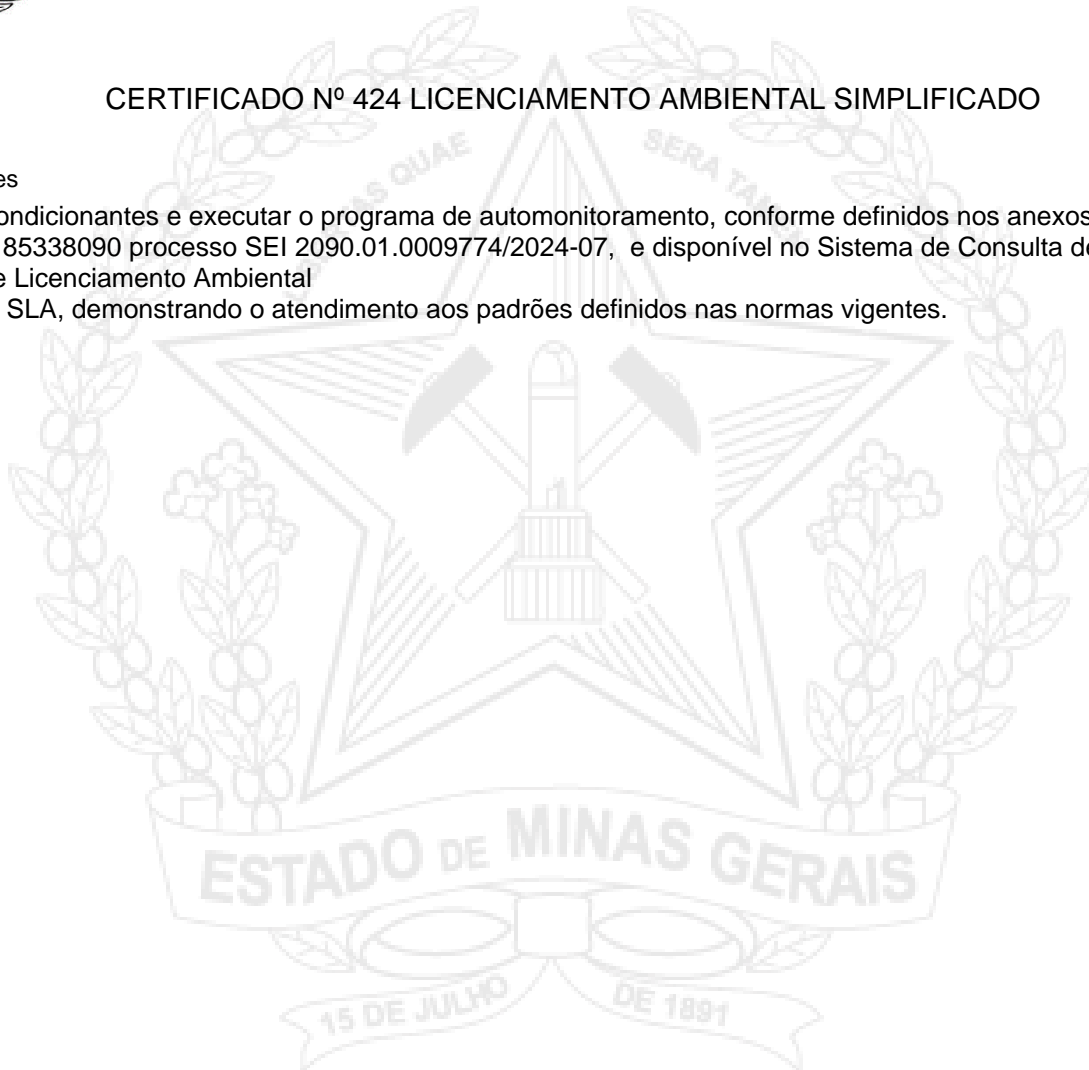 CERTIFICADO Nº 424 LICENCIAMENTO AMBIENTAL SIMPLIFICADO
es
ondicionantes e executar o programa de automonitoramento, conforme definidos nos anexos
85338090 processo SEI 2090.01.0009774/2024-07, e disponível no Sistema de Consulta de
e Licenciamento Ambiental
SLA, demonstrando o atendimento aos padrões definidos nas normas vigentes.
QUAE SERA TAMEN
ESTADO DE MINAS GERAIS
15 DE JULHO DE 1891